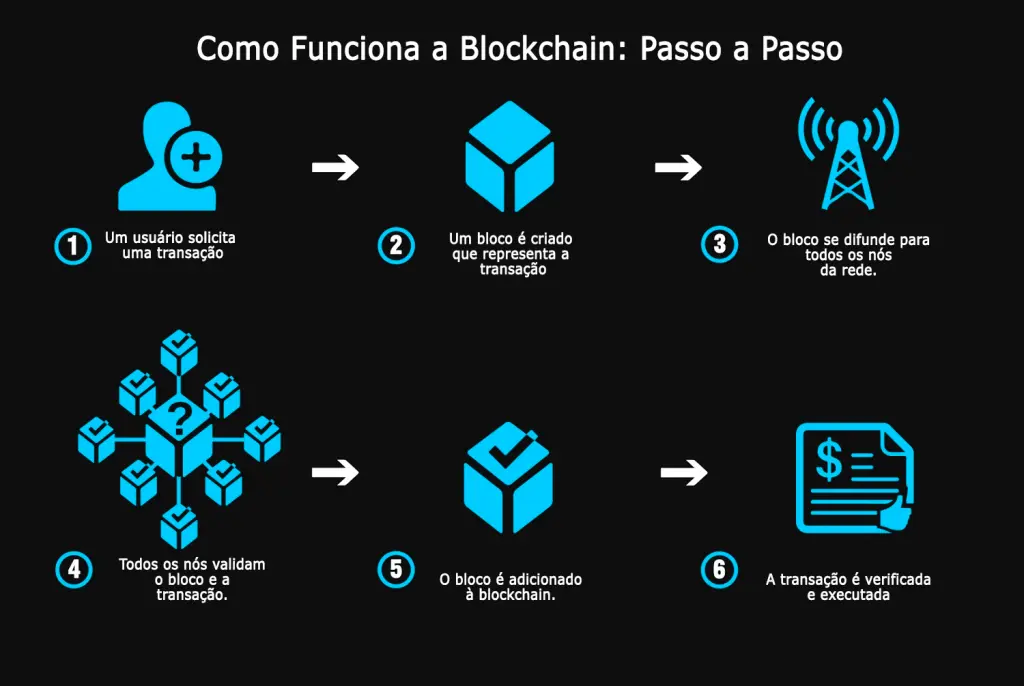 Como Funciona a Blockchain: Passo a Passo
1
Um usuário solicita
uma transação
2
Um bloco é criado
que representa a
transação
3
O bloco se difunde para
todos os nós
da rede.
?
4
Todos os nós validam
o bloco e a
transação.
5
O bloco é adicionado
à blockchain.
$
6
A transação é verificada
e executada